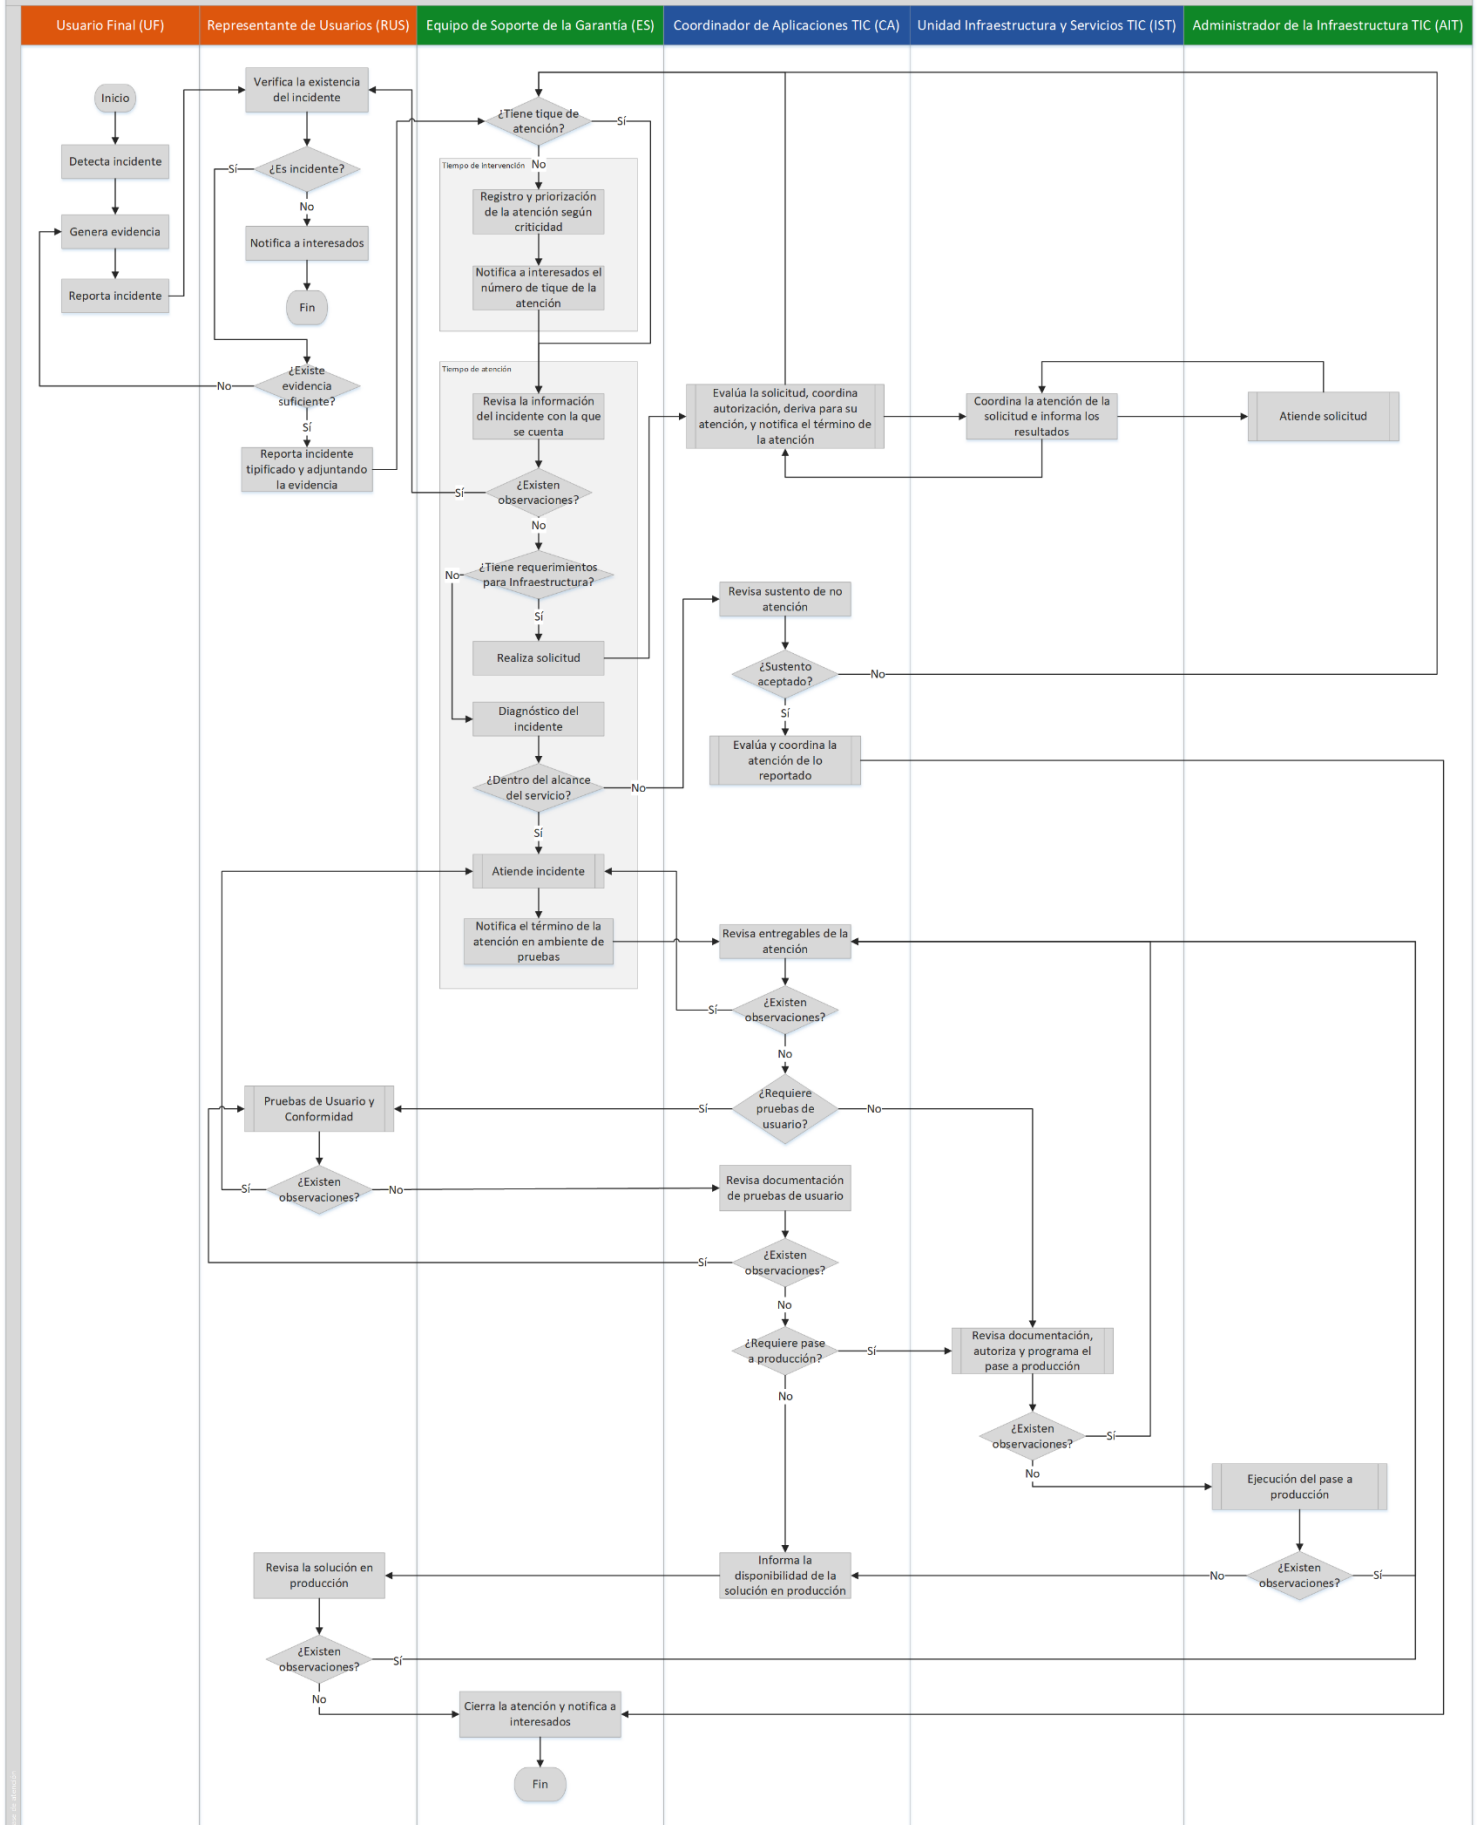 Usuario Final (UF)
Representante de Usuarios (RUS)
Equipo de Soporte de la Garantía (ES)
Coordinador de Aplicaciones TIC (CA)
Unidad Infraestructura y Servicios TIC (IST)
Administrador de la Infraestructura TIC (AIT)
Inicio
Detecta incidente
Genera evidencia
Reporta incidente
Verifica la existencia
del incidente
¿Es incidente?
Sí
No
Notifica a interesados
Fin
¿Existe
evidencia
suficiente?
No
Sí
Reporta incidente
tipificado y adjuntando
la evidencia
¿Tiene tique de
atención?
Sí
Tiempo de intervención
No
Registro y priorización
de la atención según
criticidad
Notifica a interesados el
número de tique de la
atención
Tiempo de atención
Revisa la información
del incidente con la que
se cuenta
¿Existen
observaciones?
Sí
No
¿Tiene requerimientos
para Infraestructura?
No
Sí
Realiza solicitud
Diagnóstico del
incidente
¿Dentro del alcance
del servicio?
No
Sí
Atiende incidente
Notifica el término de la
atención en ambiente de
pruebas
Evalúa la solicitud, coordina
autorización, deriva para su
atención, y notifica el término de
la atención
Coordina la atención de la
solicitud e informa los
resultados
Atiende solicitud
Revisa sustento de no
atención
¿Sustento
aceptado?
No
Sí
Evalúa y coordina la
atención de lo
reportado
Revisa entregables de la
atención
¿Existen
observaciones?
Sí
No
¿Requiere
pruebas de
usuario?
Sí
No
Pruebas de Usuario y
Conformidad
¿Existen
observaciones?
Sí
No
Revisa documentación
de pruebas de usuario
¿Existen
observaciones?
Sí
No
¿Requiere pase
a producción?
Sí
No
Revisa documentación,
autoriza y programa el
pase a producción
¿Existen
observaciones?
Sí
No
Ejecución del pase a
producción
¿Existen
observaciones?
No
Sí
Informa la
disponibilidad de la
solución en producción
Revisa la solución en
producción
¿Existen
observaciones?
Sí
No
Cierra la atención y notifica a
interesados
Fin